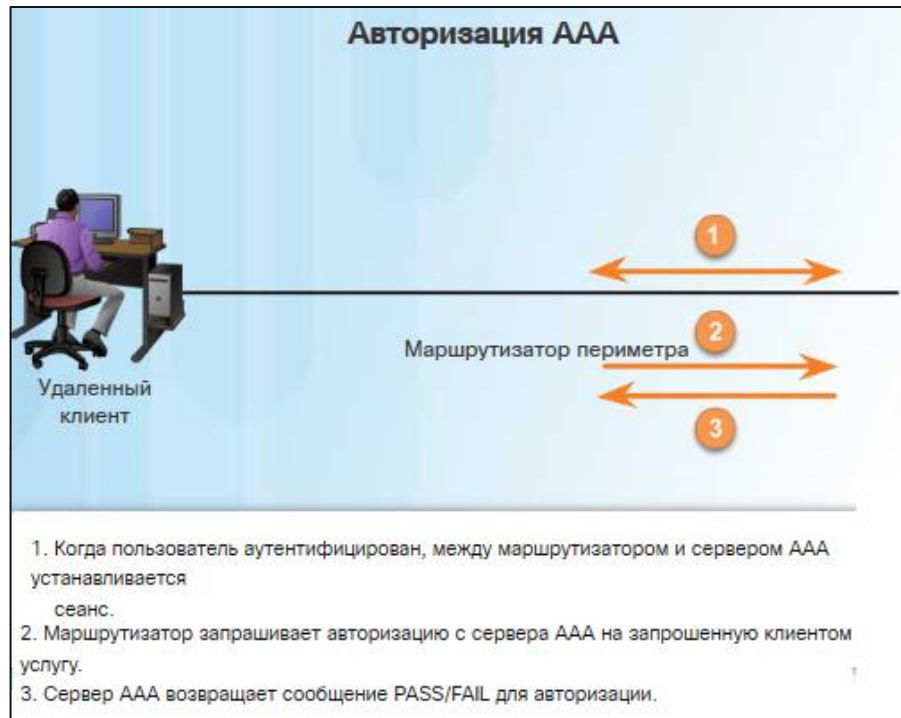 Авторизация AAA
1
2
Маршрутизатор периметра
3
Удаленный
клиент
1. Когда пользователь аутентифицирован, между маршрутизатором и сервером AAA
устанавливается
сеанс.
2. Маршрутизатор запрашивает авторизацию с сервера AAA на запрошенную клиентом
услугу.
3. Сервер AAA возвращает сообщение PASS/FAIL для авторизации.